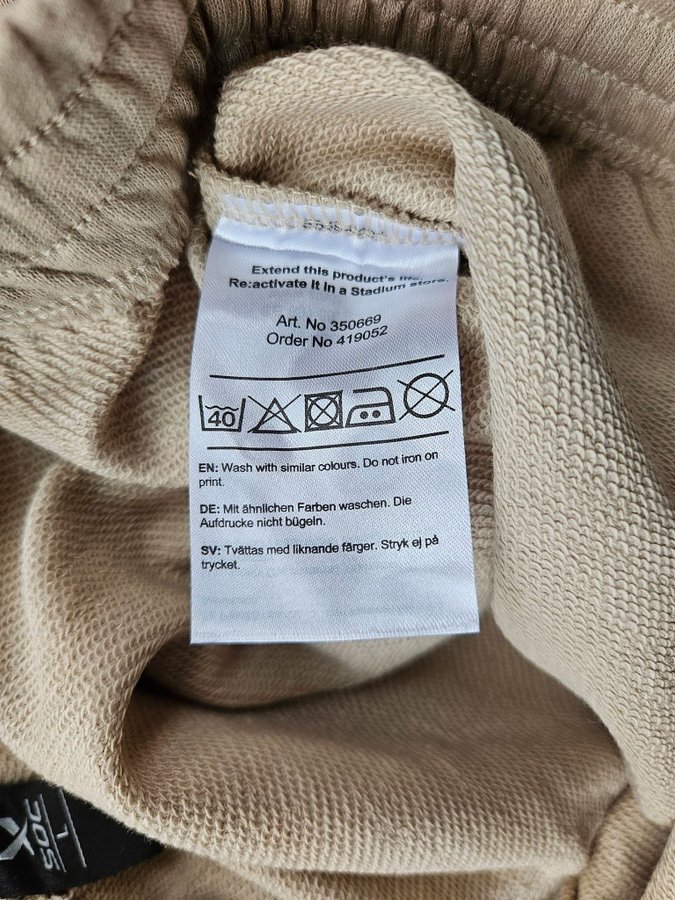 Extend this product's
Re:activate it in a Stadium store.
Art. No 350669
Order No 419052
40
EN: Wash with similar colours. Do not iron on
print.
DE: Mit ähnlichen Farben waschen. Die
Aufdrucke nicht bügeln.
SV: Tvättas med liknande färger. Stryk ej på
trycket.
SOC
L